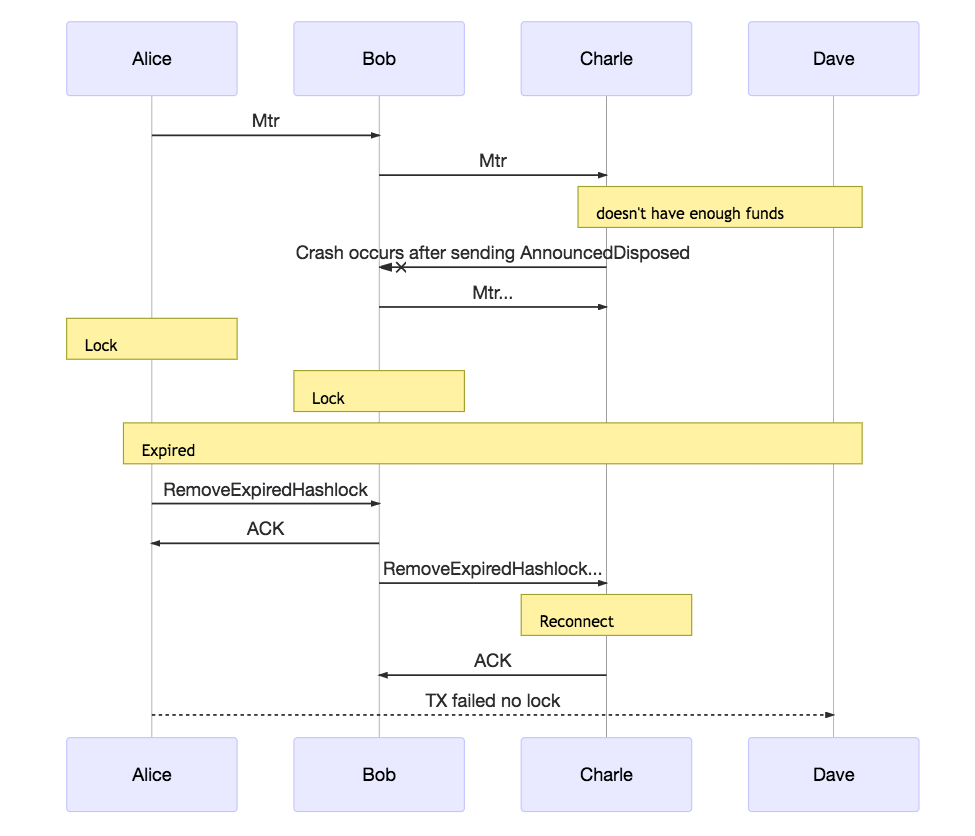 Alice
Bob
Charle
Dave
Mtr
Mtr
doesn't have enough funds
Crash occurs after sending AnnouncedDisposed
Mtr...
Lock
Lock
Expired
RemoveExpiredHashlock
ACK
RemoveExpiredHashlock...
Reconnect
ACK
TX failed no lock
Alice
Bob
Charle
Dave